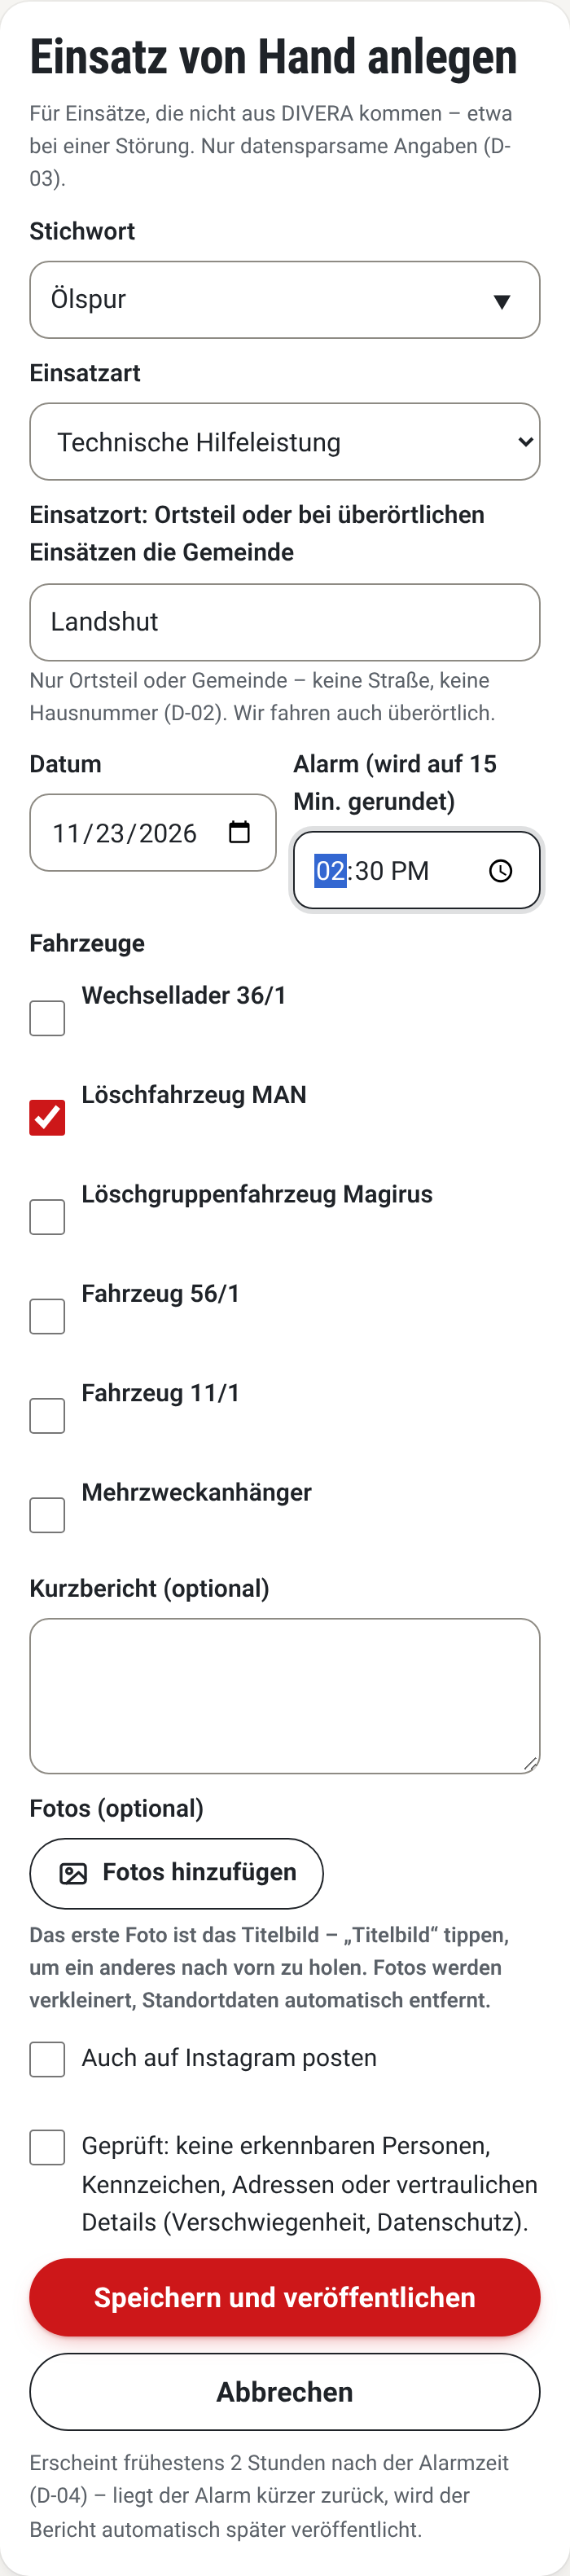 Einsatz von Hand anlegen
Für Einsätze, die nicht aus DIVERA kommen – etwa
bei einer Störung. Nur datensparsame Angaben (D-
03).
Stichwort
Ölspur
Einsatzart
Technische Hilfeleistung
Einsatzort: Ortsteil oder bei überörtlichen
Einsätzen die Gemeinde
Landshut
Nur Ortsteil oder Gemeinde – keine Straße, keine
Hausnummer (D-02). Wir fahren auch überörtlich.
Datum
11/23/2026
Alarm (wird auf 15
Min. gerundet)
02:30 PM
Fahrzeuge
Wechsellader 36/1
Löschfahrzeug MAN
Löschgruppenfahrzeug Magirus
Fahrzeug 56/1
Fahrzeug 11/1
Mehrzweckanhänger
Kurzbericht (optional)
Fotos (optional)
Fotos hinzufügen
Das erste Foto ist das Titelbild – „Titelbild“ tippen,
um ein anderes nach vorn zu holen. Fotos werden
verkleinert, Standortdaten automatisch entfernt.
Auch auf Instagram posten
Geprüft: keine erkennbaren Personen,
Kennzeichen, Adressen oder vertraulichen
Details (Verschwiegenheit, Datenschutz).
Speichern und veröffentlichen
Abbrechen
Erscheint frühestens 2 Stunden nach der Alarmzeit
(D-04) – liegt der Alarm kürzer zurück, wird der
Bericht automatisch später veröffentlicht.